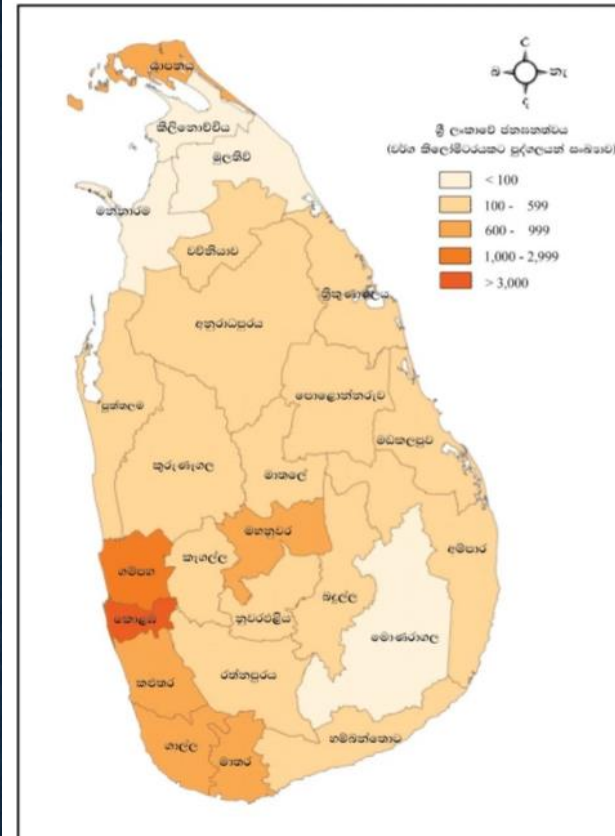 උ
බ
නැ
ද
ශ්‍රී ලංකාවේ ජනඝනත්වය
(වර්ග කිලෝමීටරයකට පුද්ගලයන් සංඛ්‍යාව)
< 100
100 - 599
600 - 999
1,000 - 2,999
> 3,000
යාපනය
කිලිනොච්චිය
මුලතිව්
මන්නාරම
වව්නියාව
ත්‍රිකුණාමලය
අනුරාධපුරය
පුත්තලම
පොළොන්නරුව
මඩකලපුව
කුරුණෑගල
මාතලේ
මහනුවර
අම්පාර
ගම්පහ
කෑගල්ල
බදුල්ල
කොළඹ
නුවරඑළිය
මොණරාගල
කළුතර
රත්නපුරය
හම්බන්තොට
ගාල්ල
මාතර